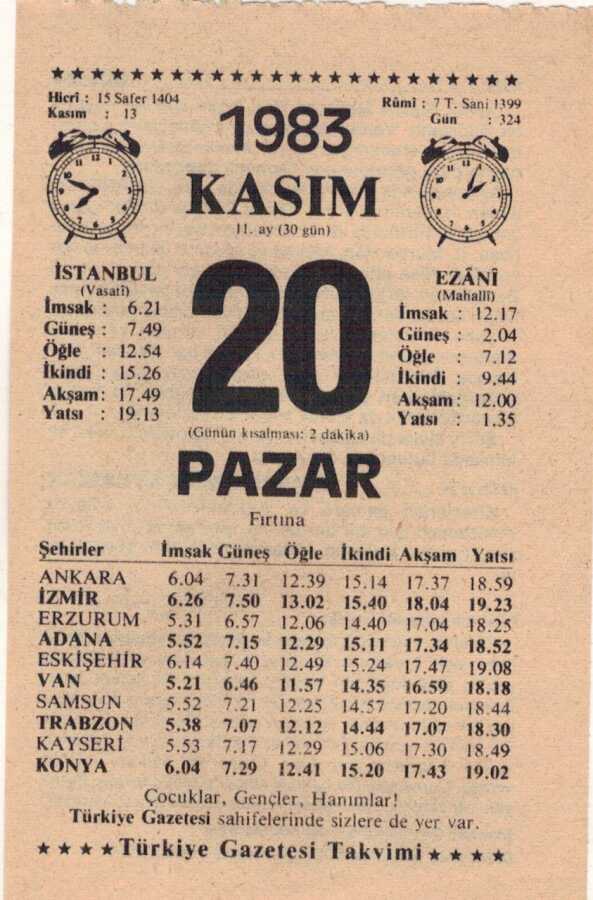 ★ ★ ★ ★ ★ ★ ★ ★ ★ ★ ★ ★ ★ ★ ★ ★ ★ ★ ★ ★ ★ ★ ★ ★
Hicrî : 15 Safer 1404
Kasım : 13
1983
Rûmi : 7 T. Sani 1399
Gün : 324
KASIM
11. ay (30 gün)
20
İSTANBUL
(Vasatî)
İmsak : 6.21
Güneş : 7.49
Öğle : 12.54
İkindi : 15.26
Akşam: 17.49
Yatsı : 19.13
EZÂNÎ
(Mahallî)
İmsak : 12.17
Güneş : 2.04
Öğle : 7.12
İkindi : 9.44
Akşam: 12.00
Yatsı : 1.35
(Günün kısalması: 2 dakika)
PAZAR
Fırtına
Şehirler İmsak Güneş Öğle İkindi Akşam Yatsı
ANKARA 6.04 7.31 12.39 15.14 17.37 18.59
İZMİR 6.26 7.50 13.02 15.40 18.04 19.23
ERZURUM 5.31 6.57 12.06 14.40 17.04 18.25
ADANA 5.52 7.15 12.29 15.11 17.34 18.52
ESKİŞEHİR 6.14 7.40 12.49 15.24 17.47 19.08
VAN 5.21 6.46 11.57 14.35 16.59 18.18
SAMSUN 5.52 7.21 12.25 14.57 17.20 18.44
TRABZON 5.38 7.07 12.12 14.44 17.07 18.30
KAYSERİ 5.53 7.17 12.29 15.06 17.30 18.49
KONYA 6.04 7.29 12.41 15.20 17.43 19.02
Çocuklar, Gençler, Hanımlar!
Türkiye Gazetesi sahifelerinde sizlere de yer var.
★ ★ ★ ★ Türkiye Gazetesi Takvimi ★ ★ ★ ★